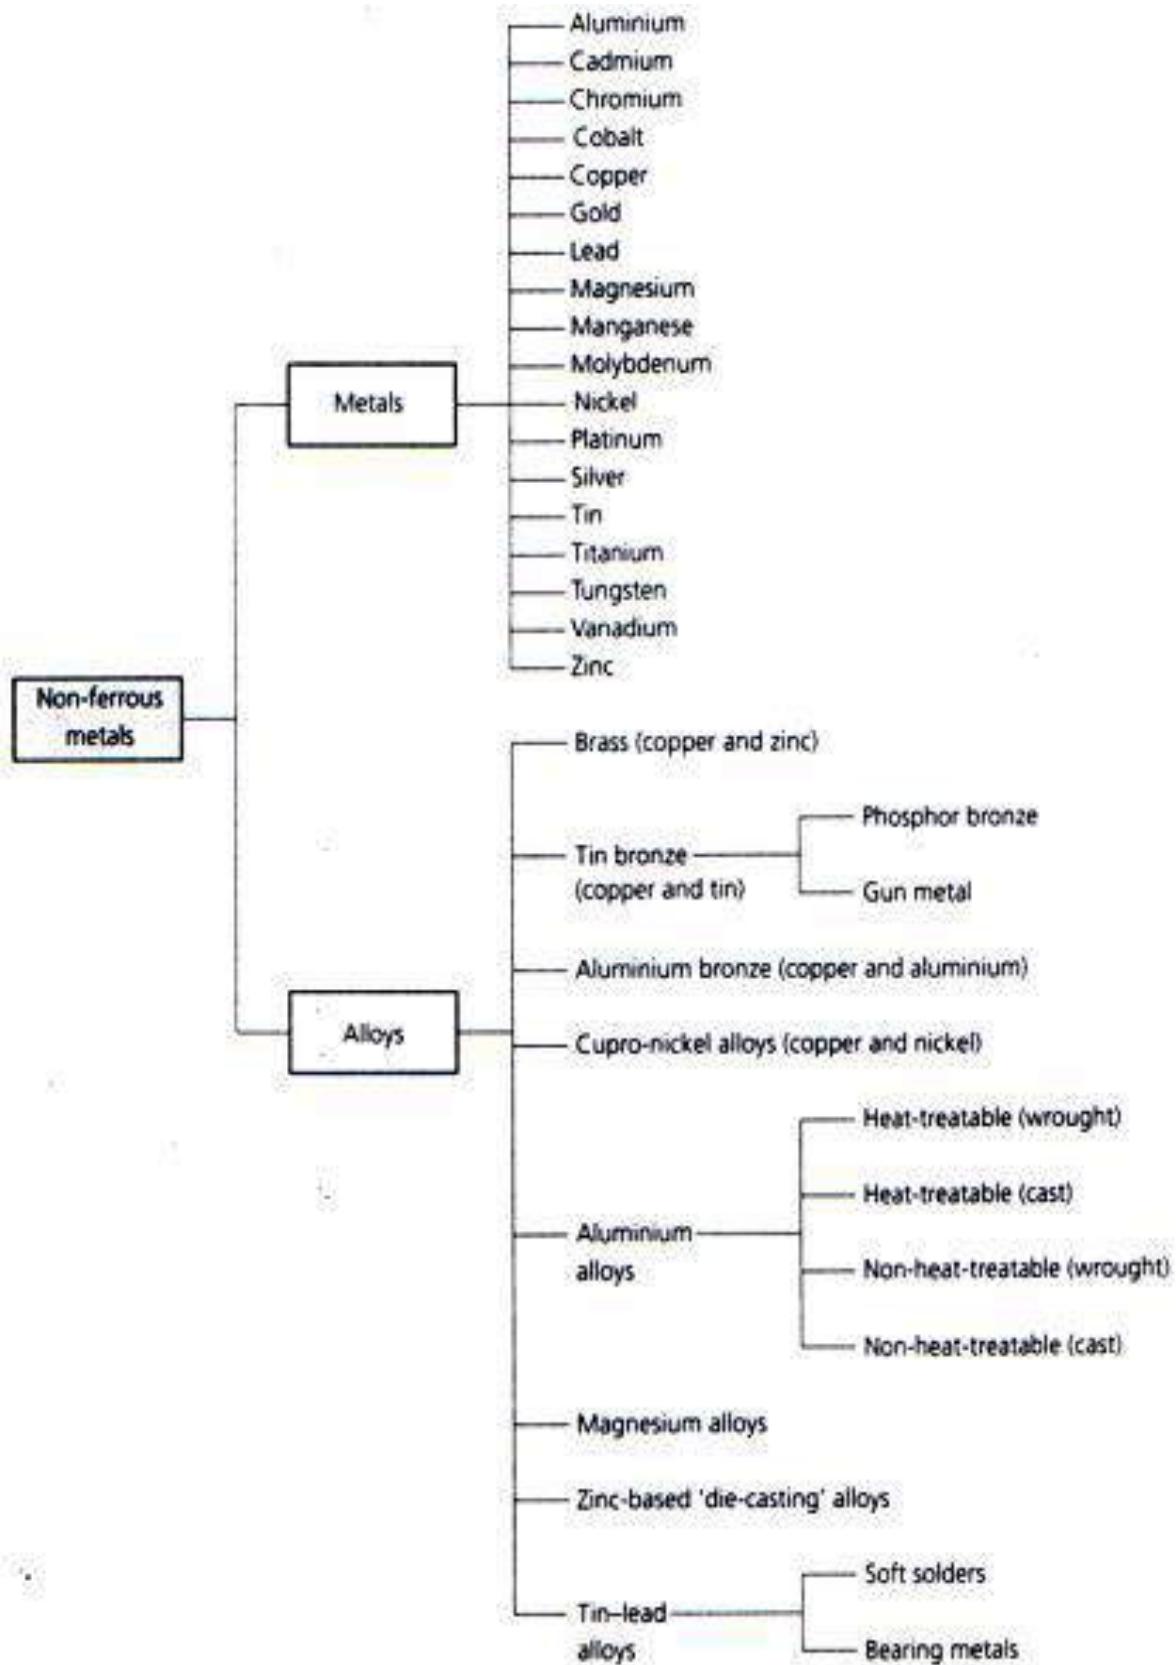 Aluminium
Cadmium
Chromium
Cobalt
Copper
Gold
Lead
Magnesium
Manganese
Molybdenum
Metals
Nickel
Platinum
Silver
Tin
Titanium
Tungsten
Vanadium
Zinc
Non-ferrous
metals
Brass (copper and zinc)
Phosphor bronze
Tin bronze
(copper and tin)
Gun metal
Aluminium bronze (copper and aluminium)
Alloys
Cupro-nickel alloys (copper and nickel)
Heat-treatable (wrought)
Heat-treatable (cast)
Aluminium
alloys
Non-heat-treatable (wrought)
Non-heat-treatable (cast)
Magnesium alloys
Zinc-based 'die-casting' alloys
Soft solders
Tin–lead
alloys
Bearing metals